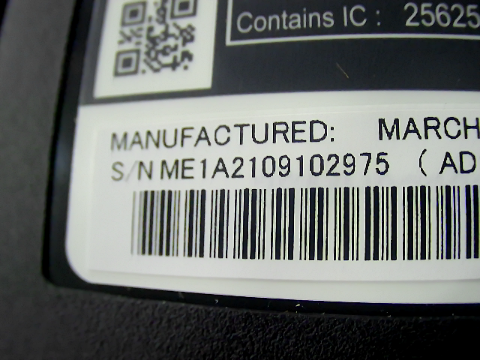 Contains IC : 25625
MANUFACTURED: MARCH
S/N ME1A2109102975 ( AD